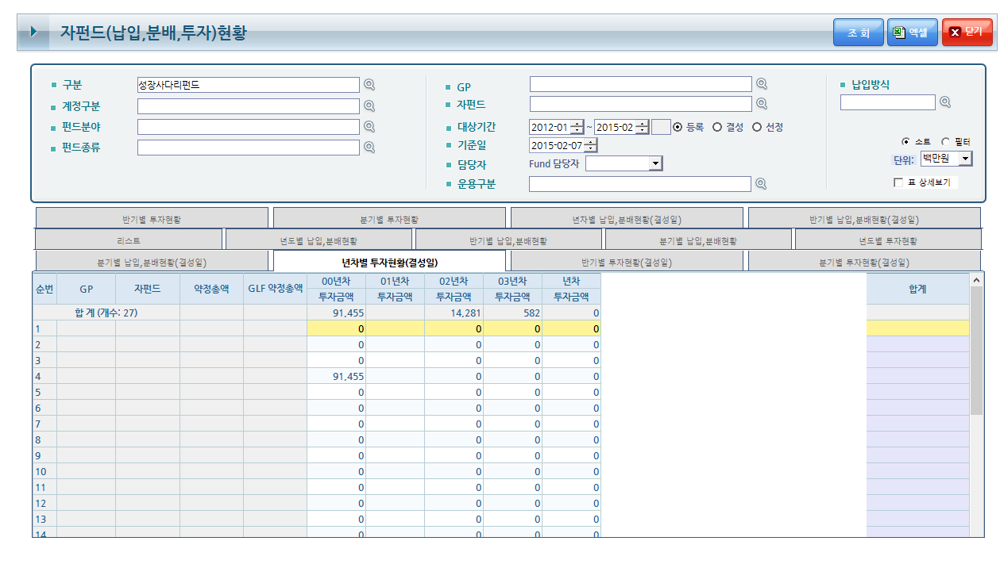 자펀드(납입,분배,투자)현황
조 회 엑셀 닫기
구분 성장사다리펀드
계정구분
펀드분야
펀드종류
GP
자펀드
대상기간 2012-01 ~ 2015-02 등록 결성 선정
기준일 2015-02-07
담당자 Fund 담당자
운용구분
납입방식
소트 필터
단위: 백만원
표 상세보기
반기별 투자현황 분기별 투자현황 년차별 납입,분배현황(결성일) 반기별 납입,분배현황(결성일)
리스트 년도별 납입,분배현황 반기별 납입,분배현황 분기별 납입,분배현황 년도별 투자현황
분기별 납입,분배현황(결성일) 년차별 투자현황(결성일) 반기별 투자현황(결성일) 분기별 투자현황(결성일)
순번 GP 자펀드 약정총액 GLF 약정총액 00년차 01년차 02년차 03년차 년차 합계
투자금액 투자금액 투자금액 투자금액 투자금액
합 계 (개수: 27) 91,455 14,281 582 0
1 0 0 0 0
2 0 0 0 0
3 0 0 0 0
4 91,455 0 0 0
5 0 0 0 0
6 0 0 0 0
7 0 0 0 0
8 0 0 0 0
9 0 0 0 0
10 0 0 0 0
11 0 0 0 0
12 0 0 0 0
13 0 0 0 0
14 0 0 0 0